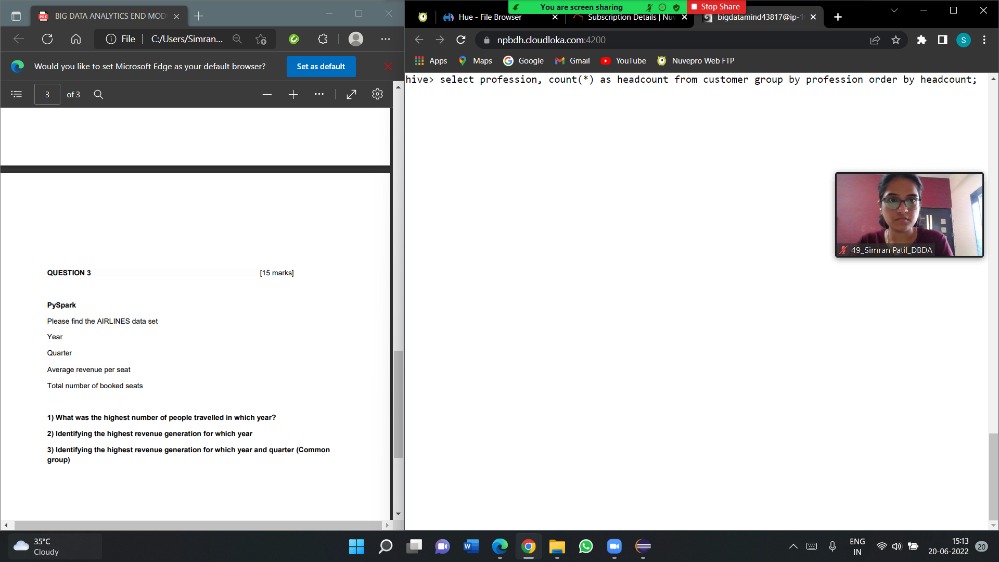 You are screen sharing
Stop Share
BIG DATA ANALYTICS END MOD
Hue - File Browser
Subscription Details | Nu
bigdatamind43817@ip-1
File
C:/Users/Simran...
npbdh.cloudloka.com:4200
S
Would you like to set Microsoft Edge as your default browser?
Set as default
Apps
Maps
Google
Gmail
YouTube
Nuvepro Web FTP
3
of 3
hive> select profession, count(*) as headcount from customer group by profession order by headcount;
49_Simran Patil_DBDA
QUESTION 3
[15 marks]
PySpark
Please find the AIRLINES data set
Year
Quarter
Average revenue per seat
Total number of booked seats
1) What was the highest number of people travelled in which year?
2) Identifying the highest revenue generation for which year
3) Identifying the highest revenue generation for which year and quarter (Common
group)
35°C
Cloudy
ENG
IN
15:13
20-06-2022
20